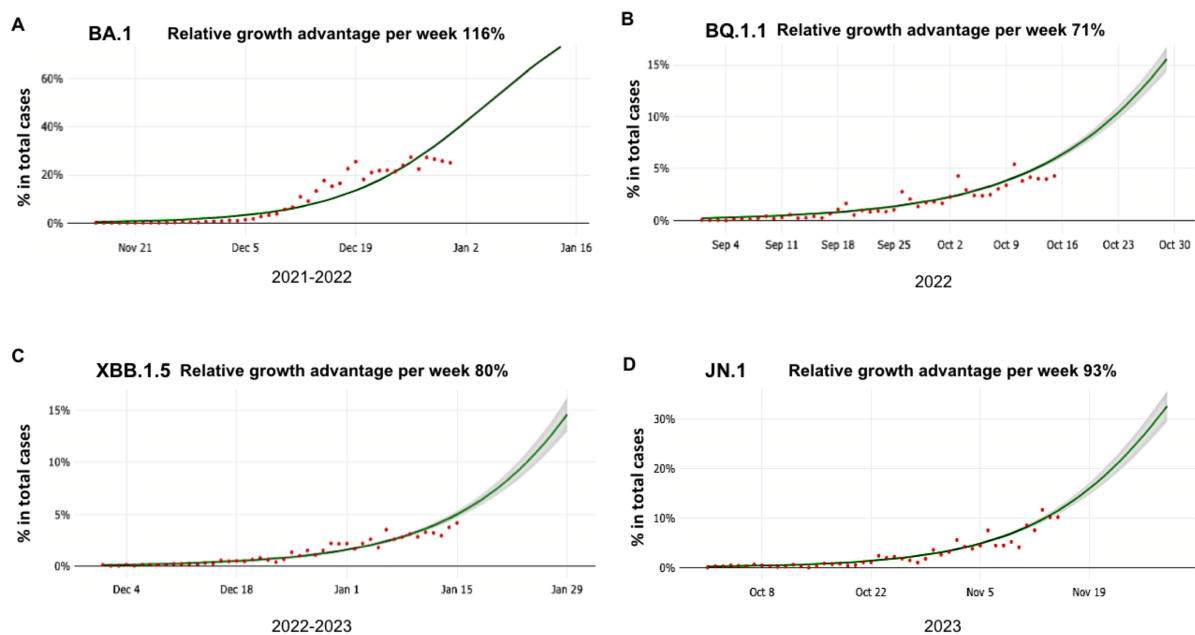 A
BA.1 Relative growth advantage per week 116%
% in total cases
60%
40%
20%
0%
Nov 21 Dec 5 Dec 19 Jan 2 Jan 16
2021-2022
B
BQ.1.1 Relative growth advantage per week 71%
% in total cases
15%
10%
5%
0%
Sep 4 Sep 11 Sep 18 Sep 25 Oct 2 Oct 9 Oct 16 Oct 23 Oct 30
2022
C
XBB.1.5 Relative growth advantage per week 80%
% in total cases
15%
10%
5%
0%
Dec 4 Dec 18 Jan 1 Jan 15 Jan 29
2022-2023
D
JN.1 Relative growth advantage per week 93%
% in total cases
30%
20%
10%
0%
Oct 8 Oct 22 Nov 5 Nov 19
2023